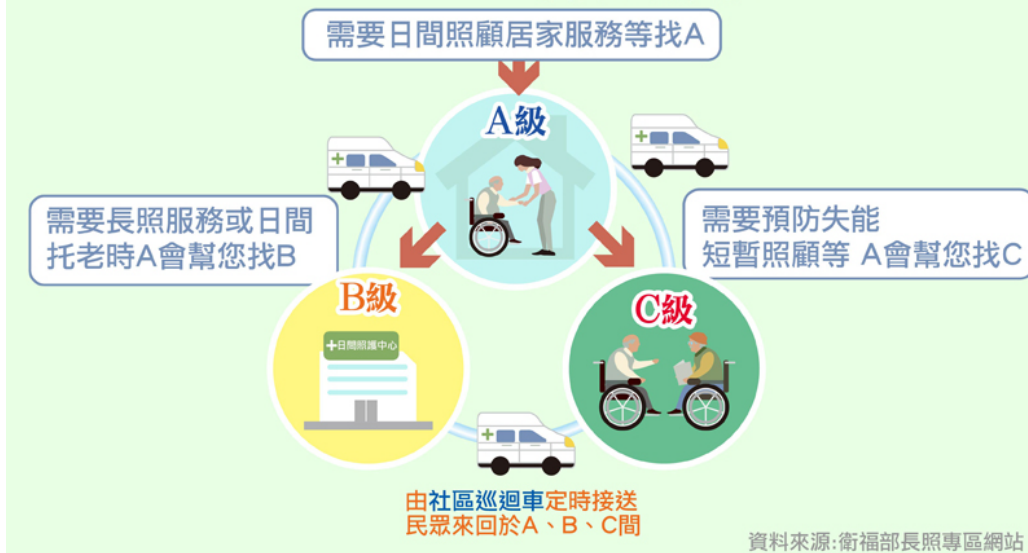 需要日間照顧居家服務等找A
A級
需要長照服務或日間
托老時A會幫您找B
需要預防失能
短暫照顧等 A會幫您找C
B級
C級
日間照護中心
由社區巡迴車定時接送
民眾來回於A、B、C間
資料來源:衛福部長照專區網站